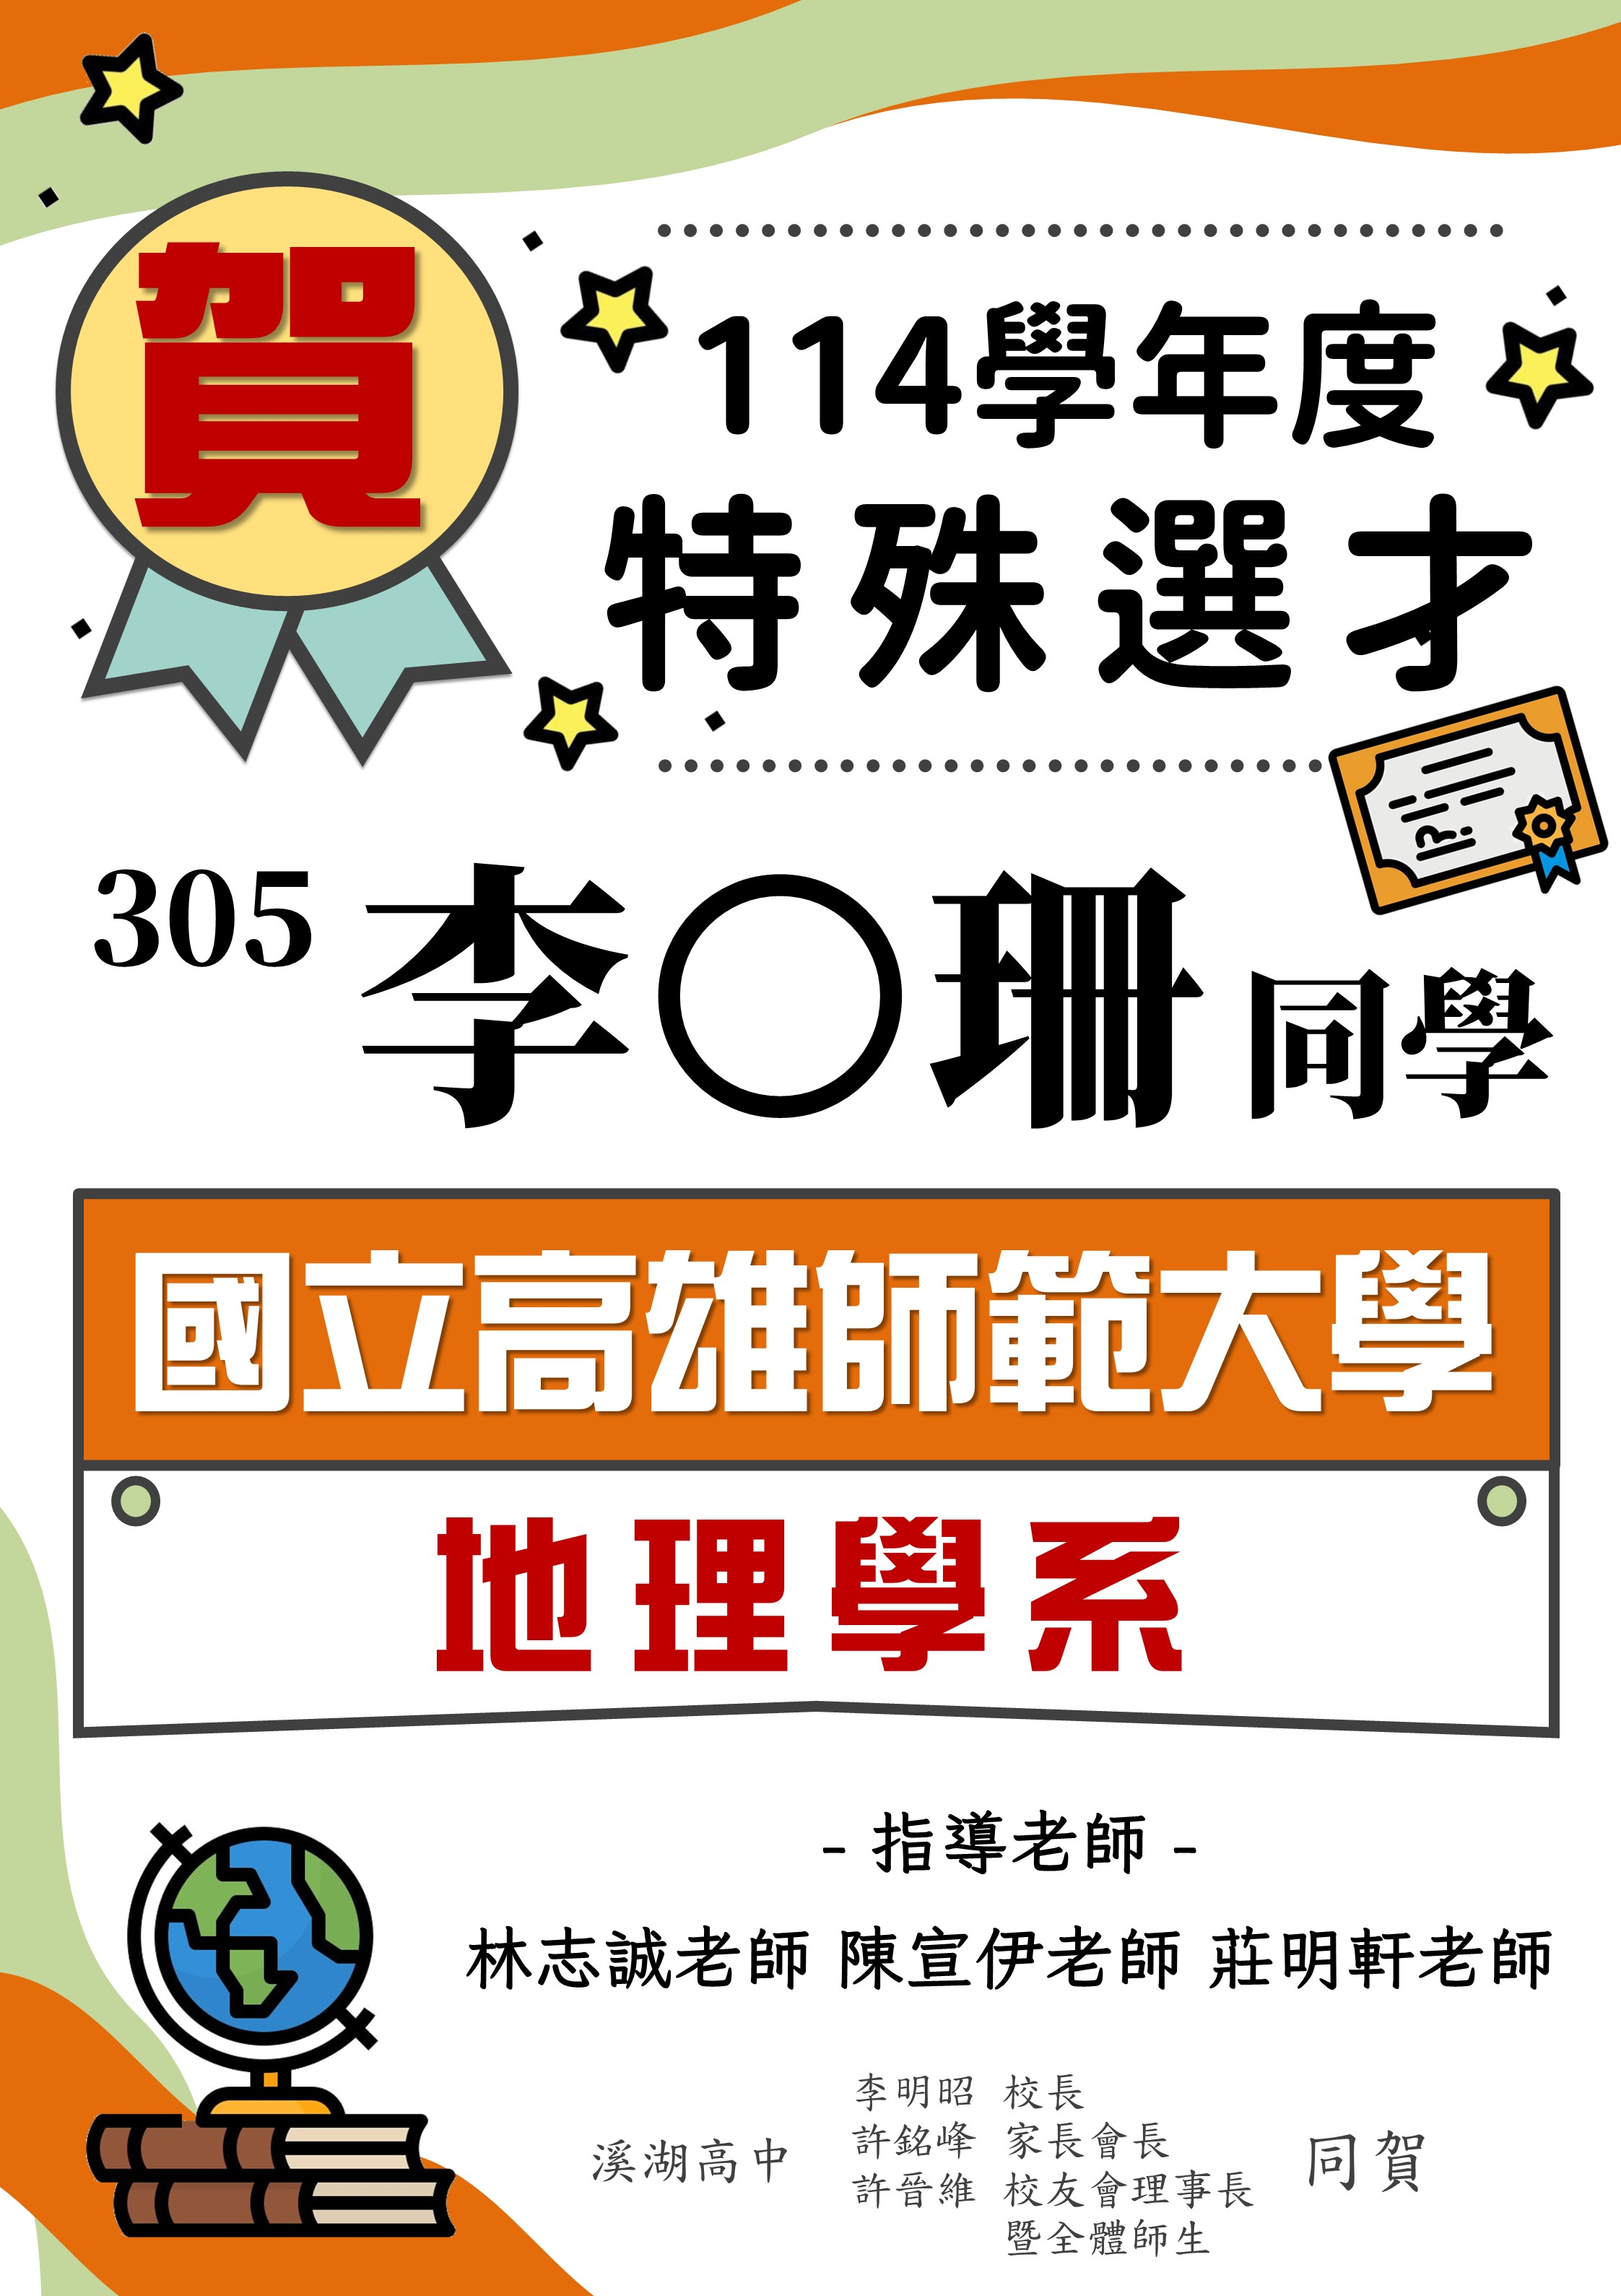 賀
114學年度
特殊選才
305 李○珊 同學
國立高雄師範大學
地理學系
- 指導老師 -
林志誠老師 陳宣伊老師 莊明軒老師
李明昭 校長
許銘峰 家長會長
溪湖高中
許晉維 校友會理事長
同賀
暨全體師生